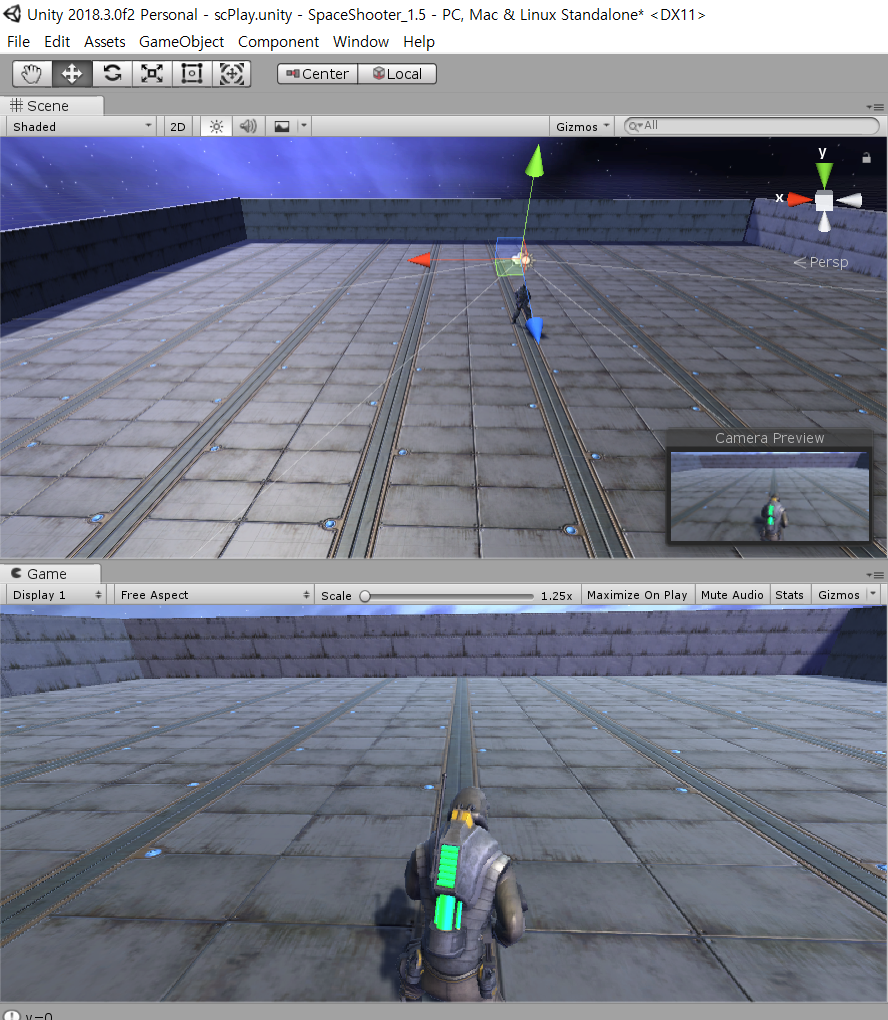 Unity 2018.3.0f2 Personal - scPlay.unity - SpaceShooter_1.5 - PC, Mac & Linux Standalone* <DX11>
File Edit Assets GameObject Component Window Help
Center Local
Scene
Shaded 2D Gizmos All
y
x
Persp
Camera Preview
Game
Display 1 Free Aspect Scale 1.25x Maximize On Play Mute Audio Stats Gizmos
v=0